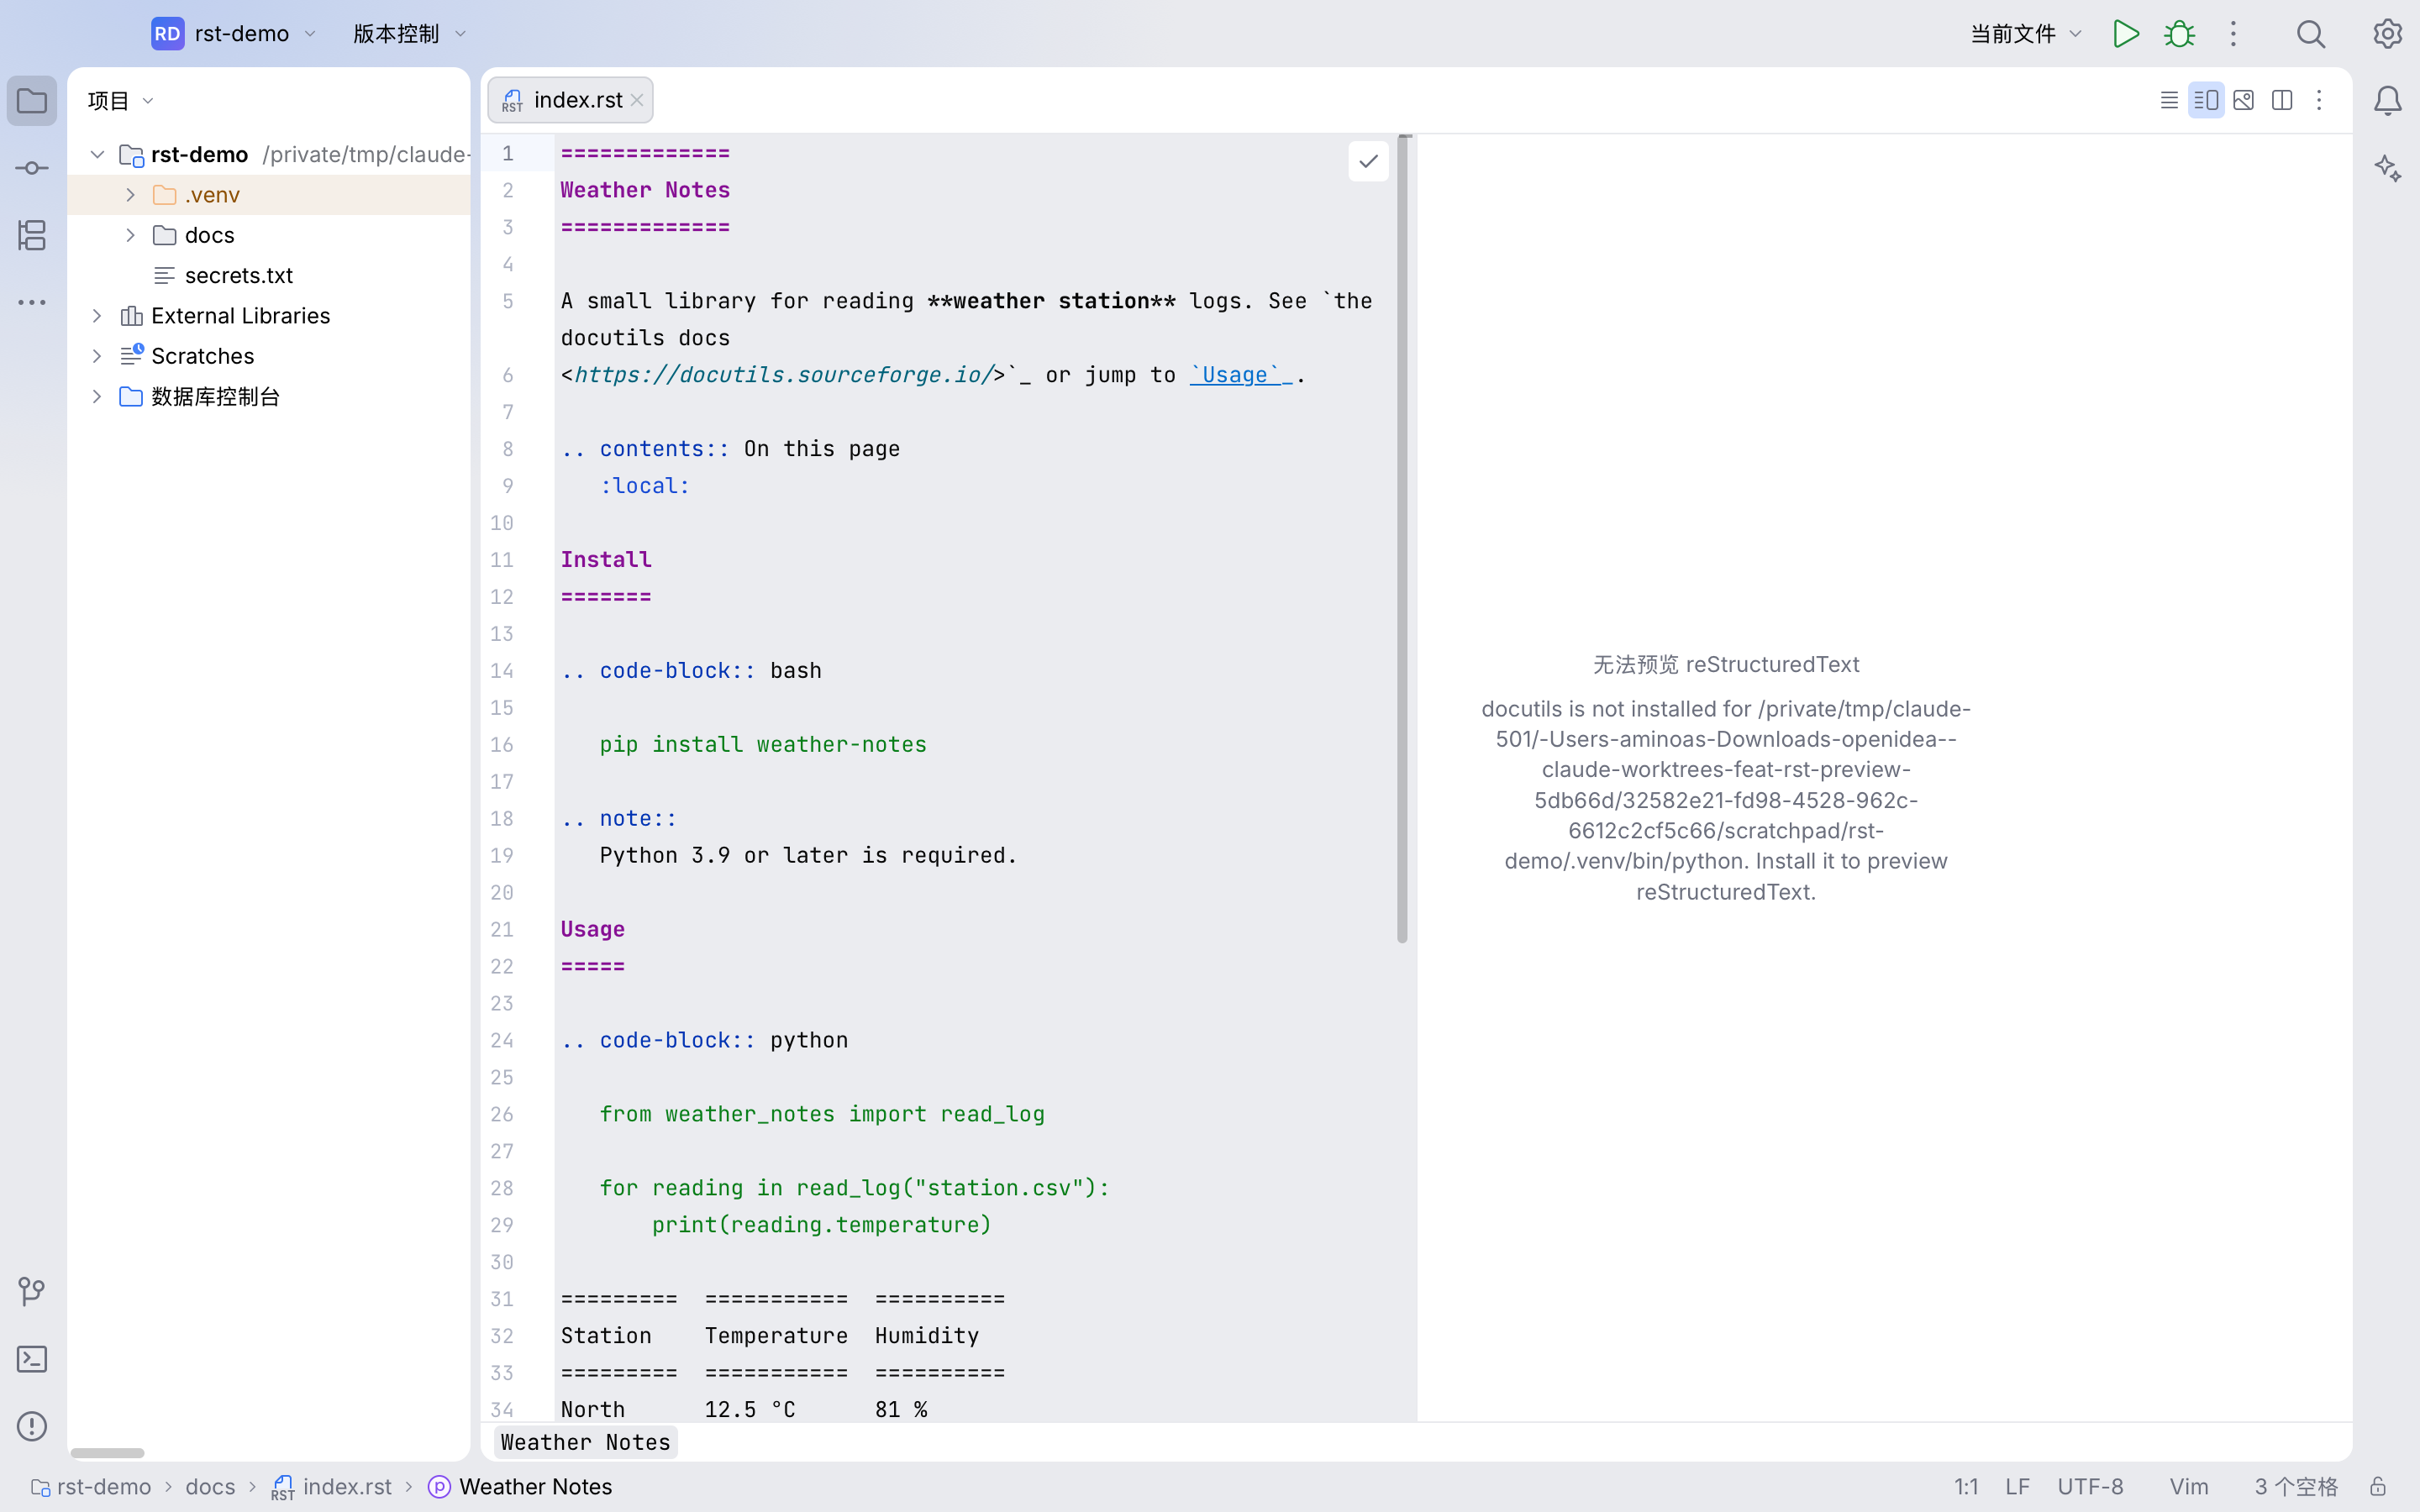 RD rst-demo 版本控制 当前文件
项目
rst-demo /private/tmp/claude-
.venv
docs
secrets.txt
External Libraries
Scratches
数据库控制台
RST index.rst
1 =============
2 Weather Notes
3 =============
4
5 A small library for reading **weather station** logs. See `the
docutils docs
6 <https://docutils.sourceforge.io/>`_ or jump to `Usage`_.
7
8 .. contents:: On this page
9 :local:
10
11 Install
12 =======
13
14 .. code-block:: bash
15
16 pip install weather-notes
17
18 .. note::
19 Python 3.9 or later is required.
20
21 Usage
22 =====
23
24 .. code-block:: python
25
26 from weather_notes import read_log
27
28 for reading in read_log("station.csv"):
29 print(reading.temperature)
30
31 ========= =========== ==========
32 Station Temperature Humidity
33 ========= =========== ==========
34 North 12.5 °C 81 %
Weather Notes
无法预览 reStructuredText
docutils is not installed for /private/tmp/claude-
501/-Users-aminoas-Downloads-openidea--
claude-worktrees-feat-rst-preview-
5db66d/32582e21-fd98-4528-962c-
6612c2cf5c66/scratchpad/rst-
demo/.venv/bin/python. Install it to preview
reStructuredText.
rst-demo docs RST index.rst p Weather Notes 1:1 LF UTF-8 Vim 3 个空格